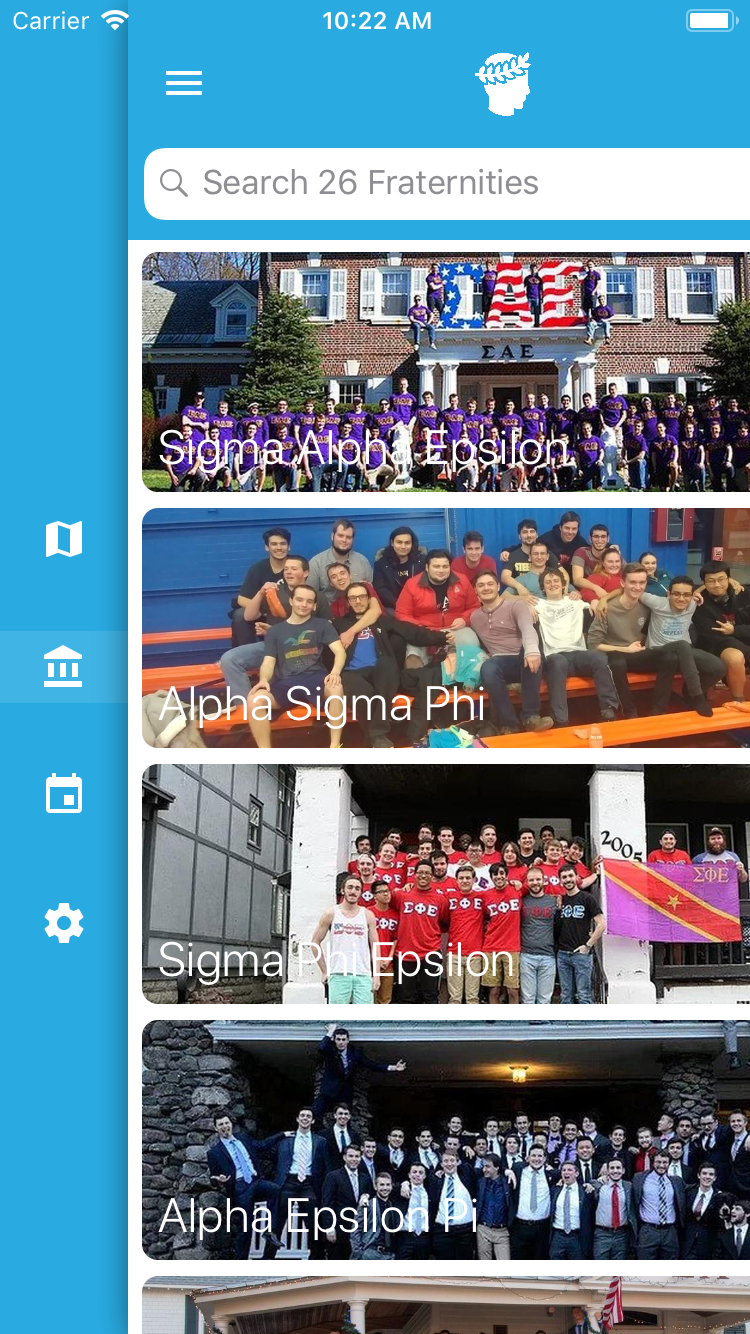 Carrier
10:22 AM
Search 26 Fraternities
ΣΑΕ
ΣΑΕ
Sigma Alpha Epsilon
Alpha Sigma Phi
2005
ΣΦΕ
ΣΦΕ
ΣΦΕ
ΣΦΕ
ΣΦΕ
Sigma Phi Epsilon
Alpha Epsilon Pi